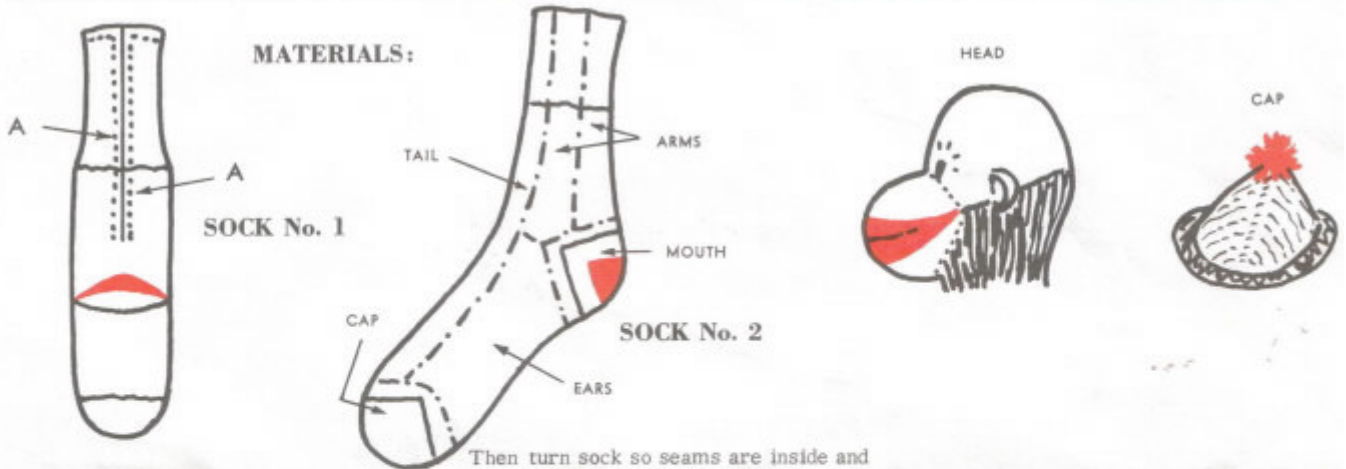 MATERIALS:
HEAD
CAP
A
A
SOCK No. 1
TAIL
ARMS
MOUTH
SOCK No. 2
CAP
EARS
Then turn sock so seams are inside and